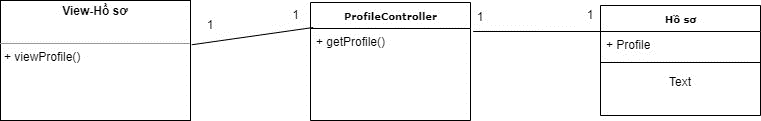 View-Hồ sơ
+ viewProfile()
1
1
ProfileController
+ getProfile()
1
1
Hồ sơ
+ Profile
Text